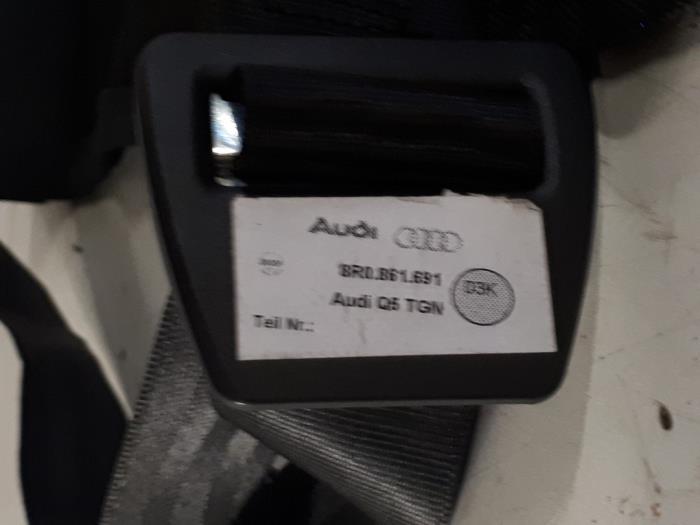 Audi
8R0.861.691
Audi Q5 TGN
D3K
Teil Nr.: